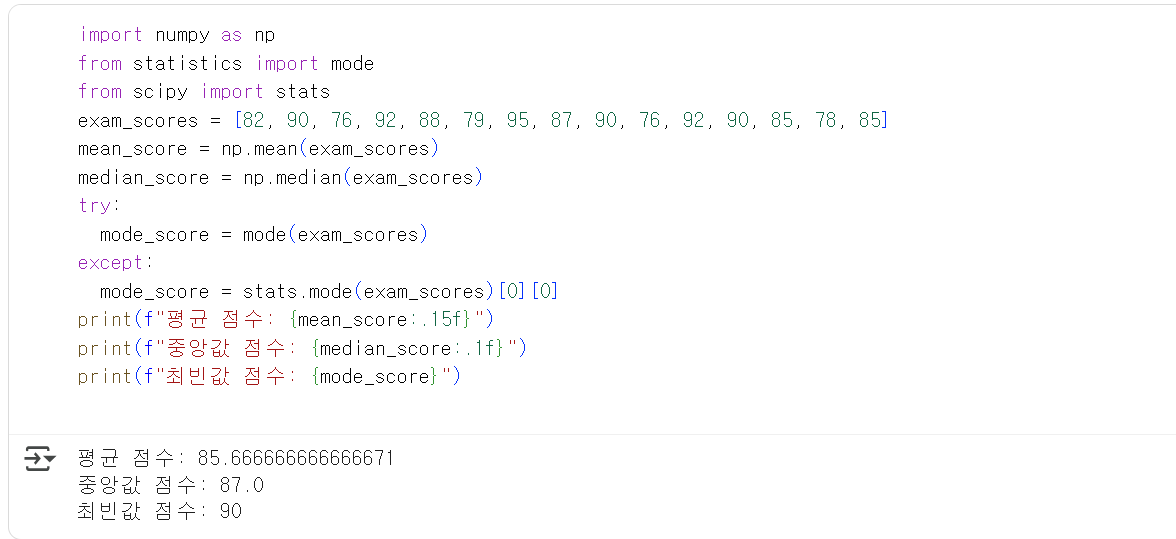 import numpy as np
from statistics import mode
from scipy import stats
exam_scores = [82, 90, 76, 92, 88, 79, 95, 87, 90, 76, 92, 90, 85, 78, 85]
mean_score = np.mean(exam_scores)
median_score = np.median(exam_scores)
try:
  mode_score = mode(exam_scores)
except:
  mode_score = stats.mode(exam_scores)[0][0]
print(f"평균 점수: {mean_score:.15f}")
print(f"중앙값 점수: {median_score:.1f}")
print(f"최빈값 점수: {mode_score}")
평균 점수: 85.666666666666671
중앙값 점수: 87.0
최빈값 점수: 90